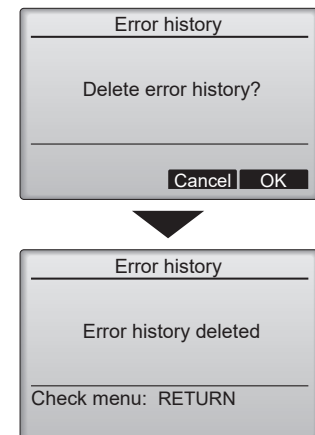 Error history
Delete error history?
Cancel OK
Error history
Error history deleted
Check menu: RETURN